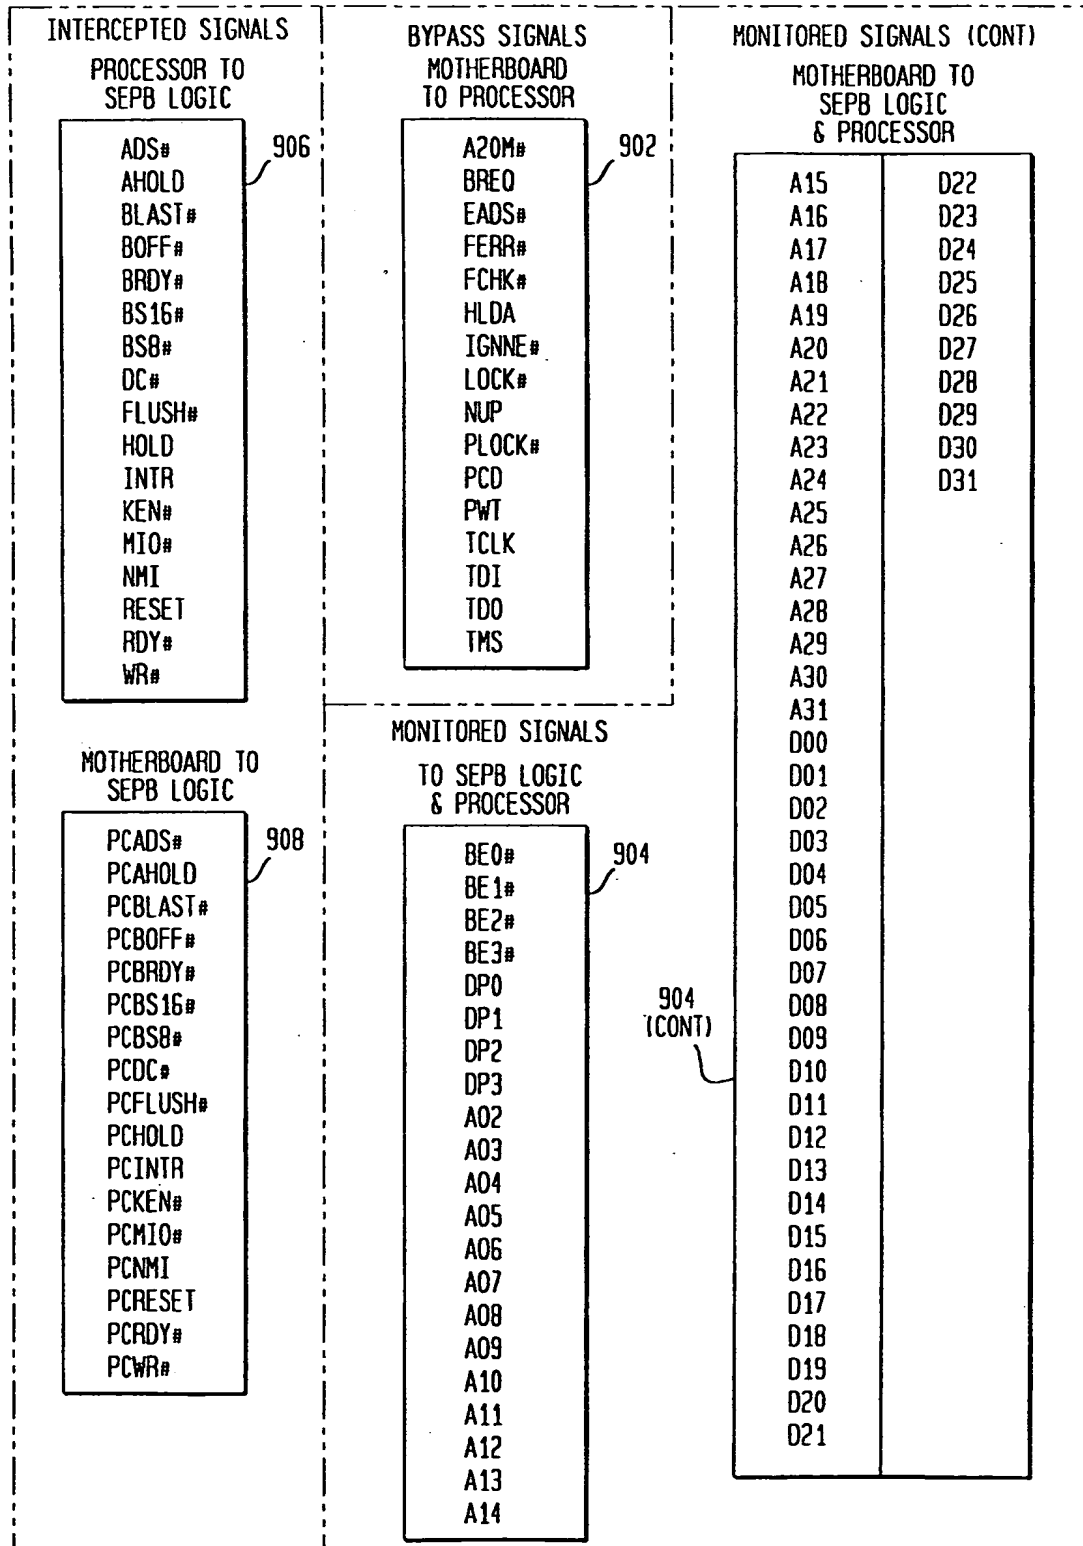 INTERCEPTED SIGNALS
PROCESSOR TO
SEPB LOGIC
906
ADS#
AHOLD
BLAST#
BOFF#
BRDY#
BS16#
BS8#
DC#
FLUSH#
HOLD
INTR
KEN#
MIO#
NMI
RESET
RDY#
WR#
MOTHERBOARD TO
SEPB LOGIC
908
PCADS#
PCAHOLD
PCBLAST#
PCBOFF#
PCBRDY#
PCBS16#
PCBS8#
PCDC#
PCFLUSH#
PCHOLD
PCINTR
PCKEN#
PCMIO#
PCNMI
PCRESET
PCRDY#
PCWR#
BYPASS SIGNALS
MOTHERBOARD
TO PROCESSOR
902
A20M#
BREQ
EADS#
FERR#
FCHK#
HLDA
IGNNE#
LOCK#
NUP
PLOCK#
PCD
PWT
TCLK
TDI
TDO
TMS
MONITORED SIGNALS
TO SEPB LOGIC
& PROCESSOR
904
BE0#
BE1#
BE2#
BE3#
DP0
DP1
DP2
DP3
A02
A03
A04
A05
A06
A07
A08
A09
A10
A11
A12
A13
A14
MONITORED SIGNALS (CONT)
MOTHERBOARD TO
SEPB LOGIC
& PROCESSOR
904
(CONT)
A15
A16
A17
A18
A19
A20
A21
A22
A23
A24
A25
A26
A27
A28
A29
A30
A31
D00
D01
D02
D03
D04
D05
D06
D07
D08
D09
D10
D11
D12
D13
D14
D15
D16
D17
D18
D19
D20
D21
D22
D23
D24
D25
D26
D27
D28
D29
D30
D31